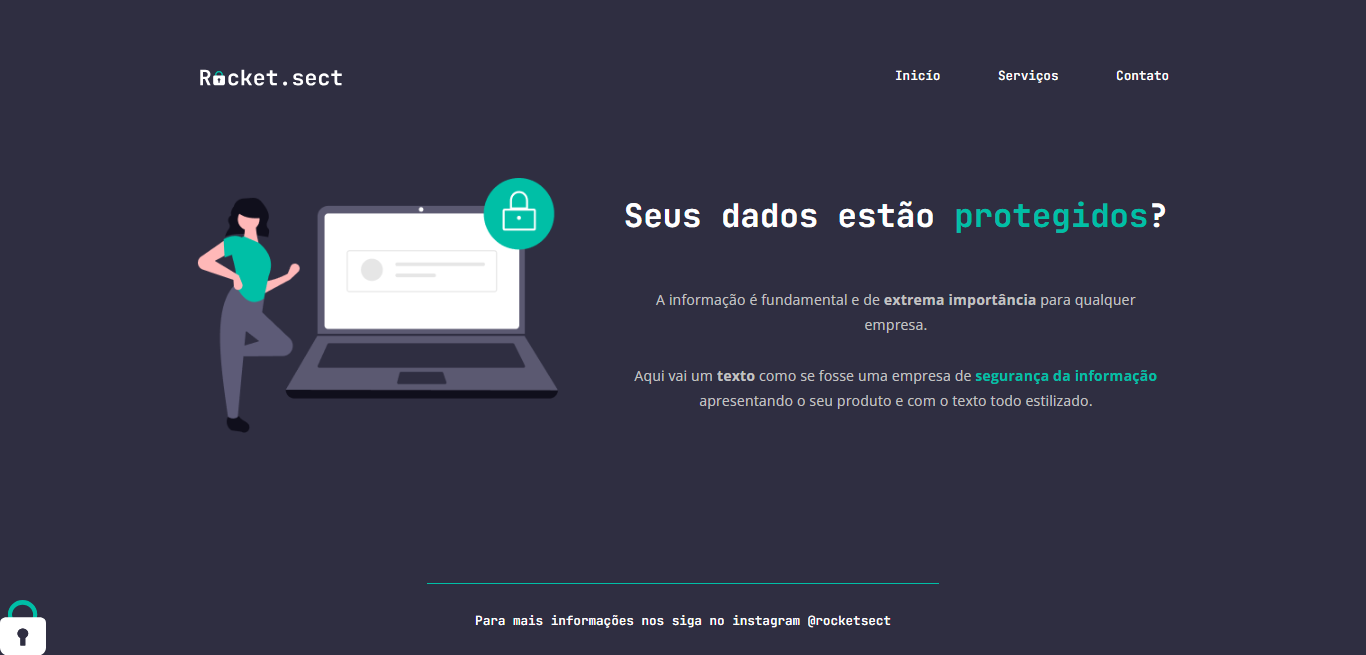 Rocket.sect
Inicío Serviços Contato
Seus dados estão protegidos?
A informação é fundamental e de extrema importância para qualquer
empresa.
Aqui vai um texto como se fosse uma empresa de segurança da informação
apresentando o seu produto e com o texto todo estilizado.
Para mais informações nos siga no instagram @rocketsect